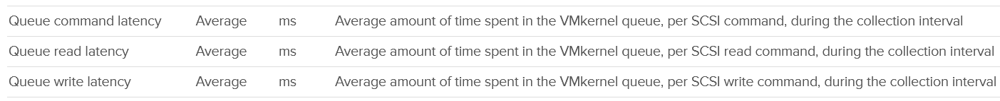 Queue command latency Average ms Average amount of time spent in the VMkernel queue, per SCSI command, during the collection interval
Queue read latency Average ms Average amount of time spent in the VMkernel queue, per SCSI read command, during the collection interval
Queue write latency Average ms Average amount of time spent in the VMkernel queue, per SCSI write command, during the collection interval